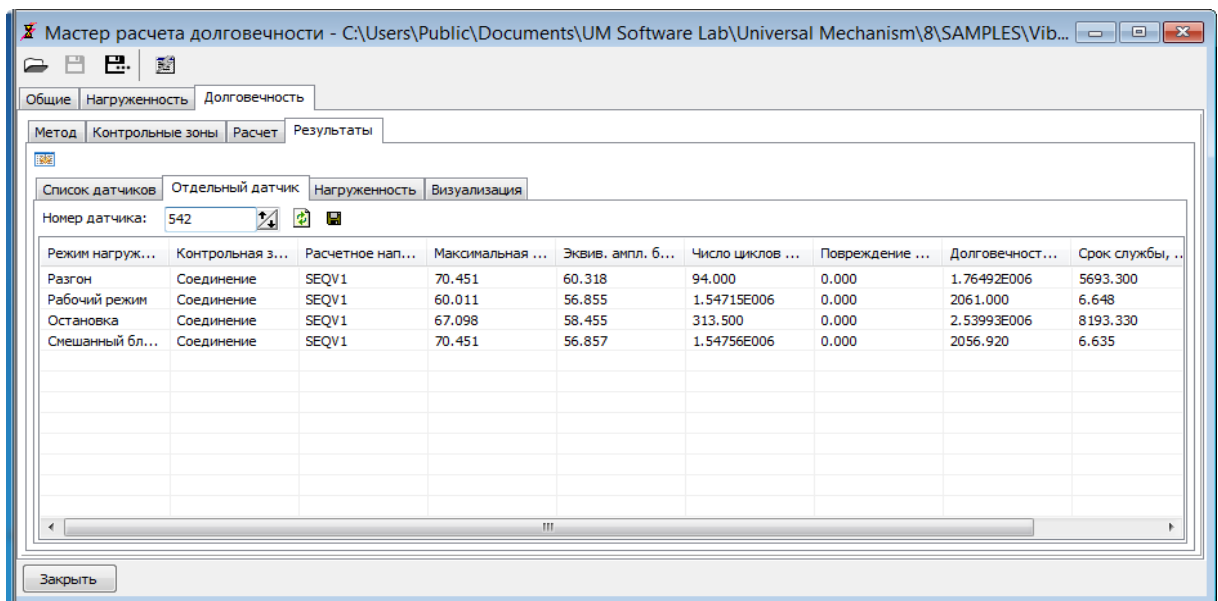 Мастер расчета долговечности - C:\Users\Public\Documents\UM Software Lab\Universal Mechanism\8\SAMPLES\Vib...
Общие Нагруженность Долговечность
Метод Контрольные зоны Расчет Результаты
Список датчиков Отдельный датчик Нагруженность Визуализация
Номер датчика: 542
Режим нагруж... Контрольная з... Расчетное нап... Максимальная ... Эквив. ампл. б... Число циклов ... Повреждение ... Долговечност... Срок службы, ..
Разгон Соединение SEQV1 70.451 60.318 94.000 0.000 1.76492E006 5693.300
Рабочий режим Соединение SEQV1 60.011 56.855 1.54715E006 0.000 2061.000 6.648
Остановка Соединение SEQV1 67.098 58.455 313.500 0.000 2.53993E006 8193.330
Смешанный бл... Соединение SEQV1 70.451 56.857 1.54756E006 0.000 2056.920 6.635
Закрыть